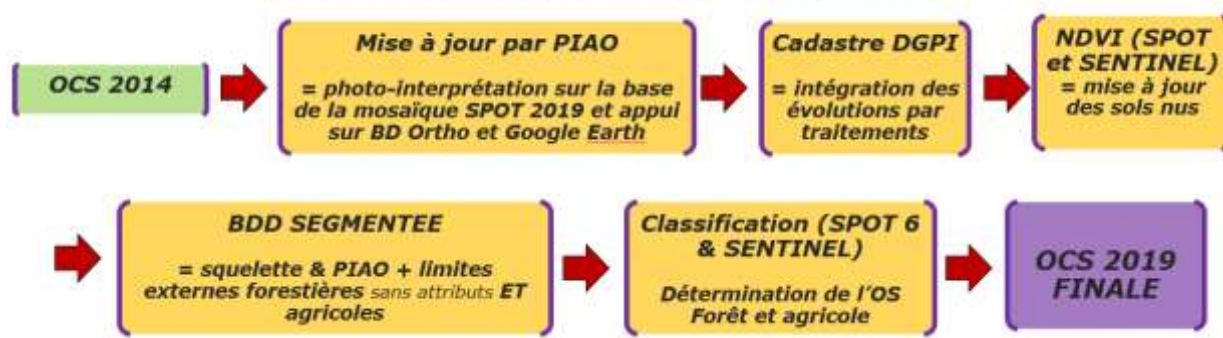 OCS 2014
Mise à jour par PIAO
= photo-interprétation sur la base
de la mosaïque SPOT 2019 et appui
sur BD Ortho et Google Earth
Cadastre DGPI
= intégration des
évolutions par
traitements
NDVI (SPOT
et SENTINEL)
= mise à jour
des sols nus
BDD SEGMENTEE
= squelette & PIAO + limites
externes forestières sans attributs ET
agricoles
Classification (SPOT 6
& SENTINEL)
Détermination de l'OS
Forêt et agricole
OCS 2019
FINALE